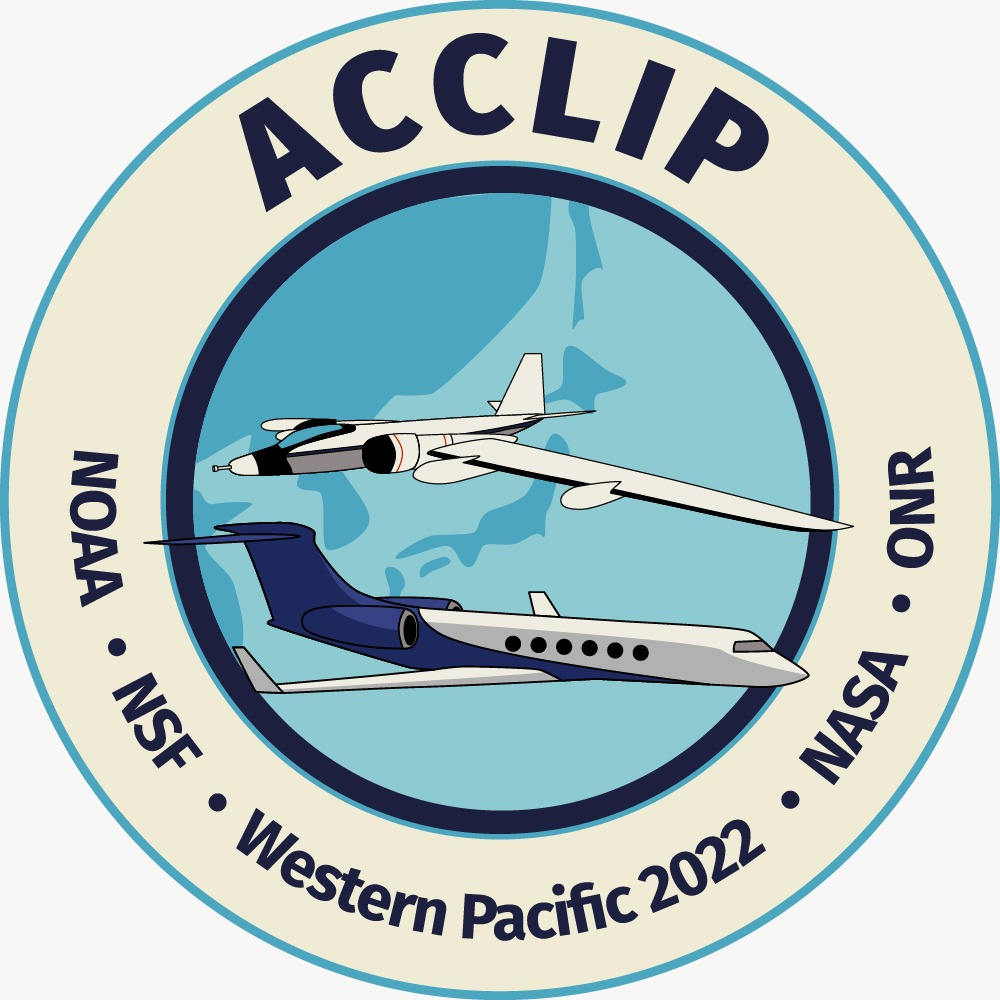 ACCLIP
NOAA • NSF • Western Pacific 2022 • NASA • ONR